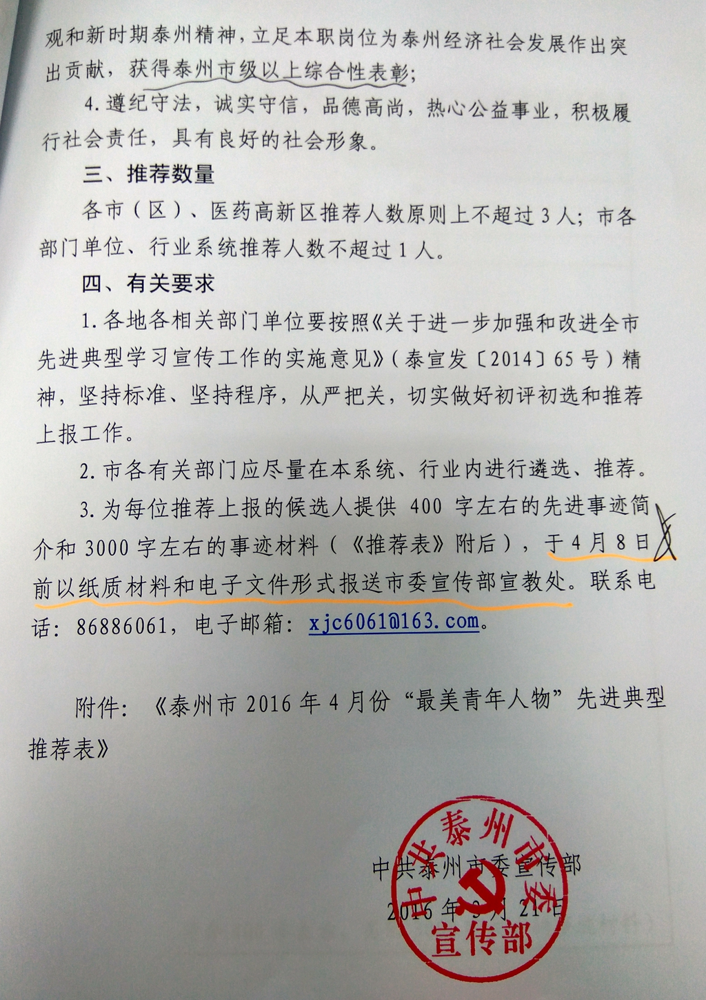 观和新时期泰州精神，立足本职岗位为泰州经济社会发展作出突
出贡献，获得泰州市级以上综合性表彰；
4.遵纪守法，诚实守信，品德高尚，热心公益事业，积极履
行社会责任，具有良好的社会形象。
三、推荐数量
各市（区）、医药高新区推荐人数原则上不超过3人；市各
部门单位、行业系统推荐人数不超过1人。
四、有关要求
1.各地各相关部门单位要按照《关于进一步加强和改进全市
先进典型学习宣传工作的实施意见》（泰宣发〔2014〕65号）精
神，坚持标准、坚持程序，从严把关，切实做好初评初选和推荐
上报工作。
2.市各有关部门应尽量在本系统、行业内进行遴选、推荐。
3.为每位推荐上报的候选人提供 400 字左右的先进事迹简
介和3000字左右的事迹材料（《推荐表》附后），于4月8日
前以纸质材料和电子文件形式报送市委宣传部宣教处。联系电
话：86886061，电子邮箱：xjc6061@163.com。
附件：《泰州市2016年4月份“最美青年人物”先进典型
推荐表》
中共泰州市委宣传部
2016年3月21日
中共泰州市委
宣传部